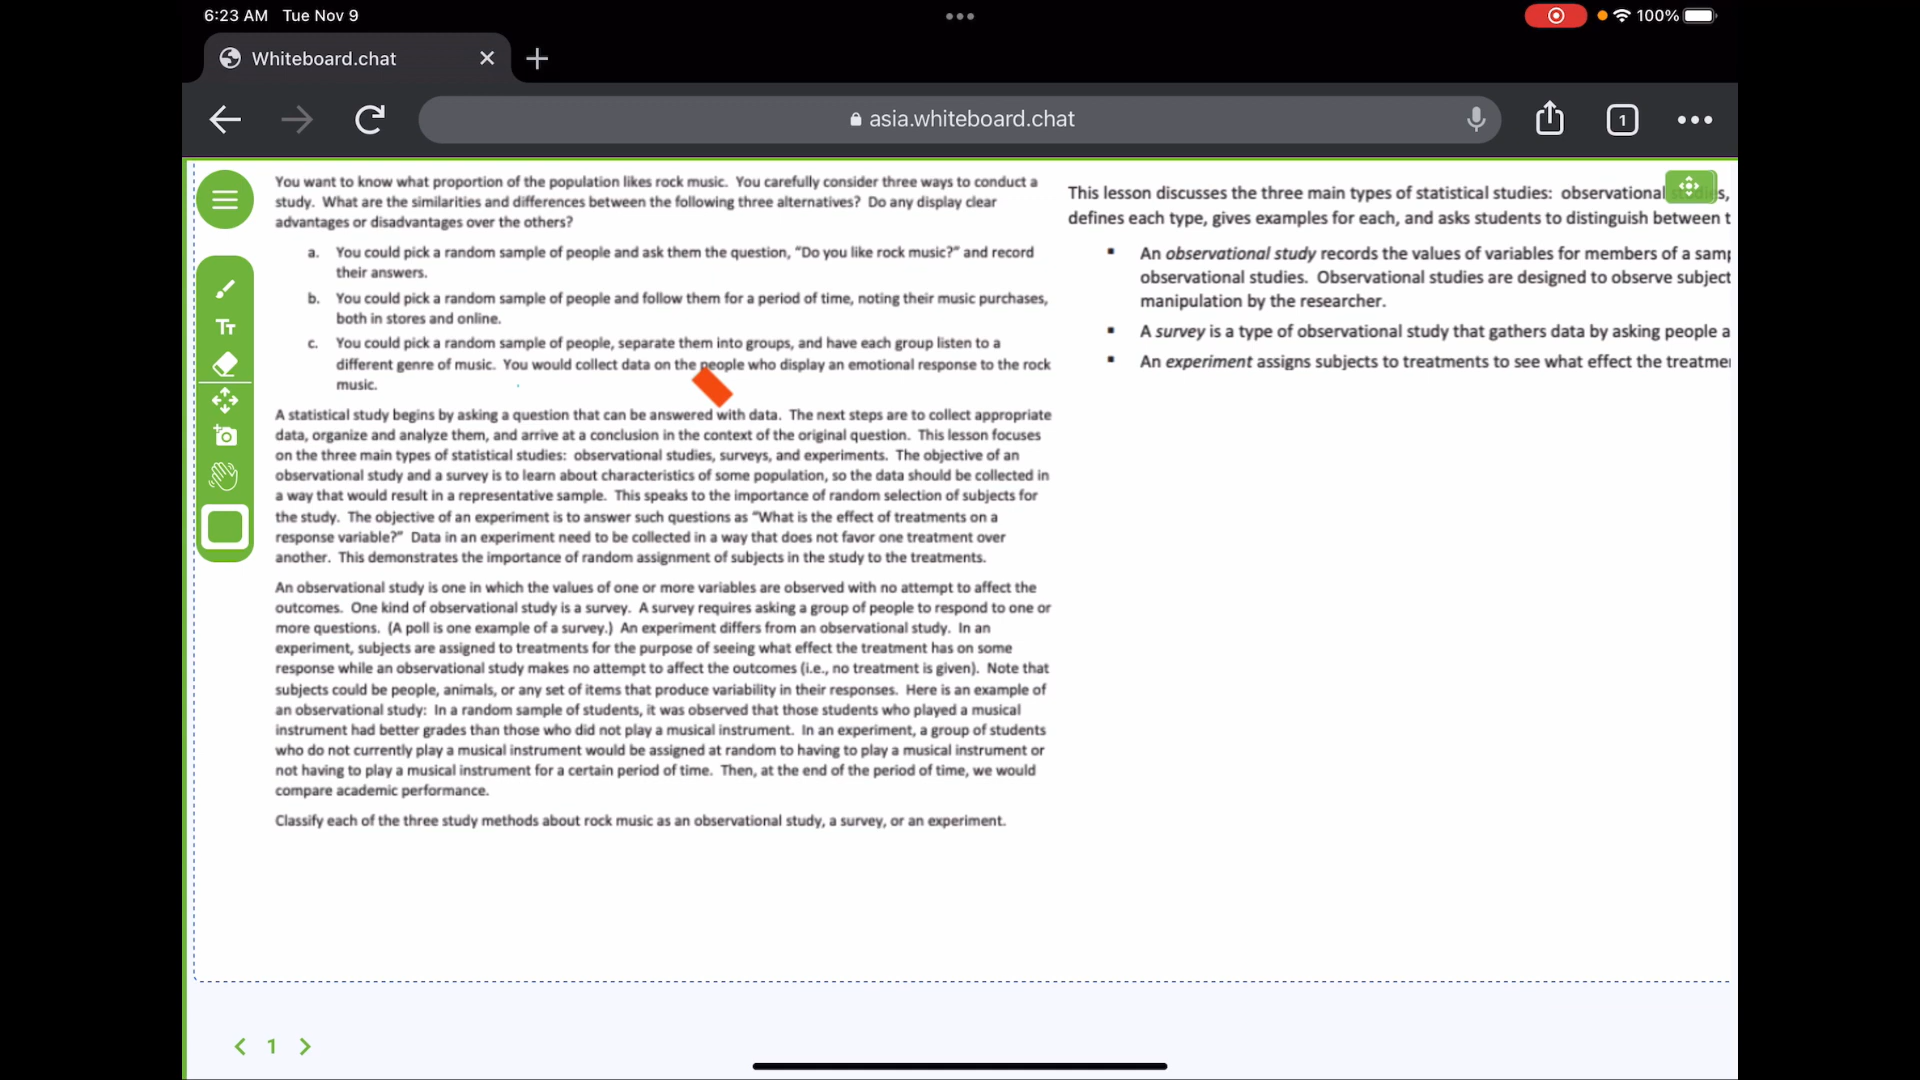 6:23 AM Tue Nov 9
100%
Whiteboard.chat
asia.whiteboard.chat
1
You want to know what proportion of the population likes rock music. You carefully consider three ways to conduct a
study. What are the similarities and differences between the following three alternatives? Do any display clear
advantages or disadvantages over the others?
a. You could pick a random sample of people and ask them the question, "Do you like rock music?" and record
their answers.
b. You could pick a random sample of people and follow them for a period of time, noting their music purchases,
both in stores and online.
c. You could pick a random sample of people, separate them into groups, and have each group listen to a
different genre of music. You would collect data on the people who display an emotional response to the rock
music.
A statistical study begins by asking a question that can be answered with data. The next steps are to collect appropriate
data, organize and analyze them, and arrive at a conclusion in the context of the original question. This lesson focuses
on the three main types of statistical studies: observational studies, surveys, and experiments. The objective of an
observational study and a survey is to learn about characteristics of some population, so the data should be collected in
a way that would result in a representative sample. This speaks to the importance of random selection of subjects for
the study. The objective of an experiment is to answer such questions as "What is the effect of treatments on a
response variable?" Data in an experiment need to be collected in a way that does not favor one treatment over
another. This demonstrates the importance of random assignment of subjects in the study to the treatments.
An observational study is one in which the values of one or more variables are observed with no attempt to affect the
outcomes. One kind of observational study is a survey. A survey requires asking a group of people to respond to one or
more questions. (A poll is one example of a survey.) An experiment differs from an observational study. In an
experiment, subjects are assigned to treatments for the purpose of seeing what effect the treatment has on some
response while an observational study makes no attempt to affect the outcomes (i.e., no treatment is given). Note that
subjects could be people, animals, or any set of items that produce variability in their responses. Here is an example of
an observational study: In a random sample of students, it was observed that those students who played a musical
instrument had better grades than those who did not play a musical instrument. In an experiment, a group of students
who do not currently play a musical instrument would be assigned at random to having to play a musical instrument or
not having to play a musical instrument for a certain period of time. Then, at the end of the period of time, we would
compare academic performance.
Classify each of the three study methods about rock music as an observational study, a survey, or an experiment.
This lesson discusses the three main types of statistical studies: observational
defines each type, gives examples for each, and asks students to distinguish between t
▪ An observational study records the values of variables for members of a
observational studies. Observational studies are designed to observe subject
manipulation by the researcher.
▪ A survey is a type of observational study that gathers data by asking people a
▪ An experiment assigns subjects to treatments to see what effect the
TT
1